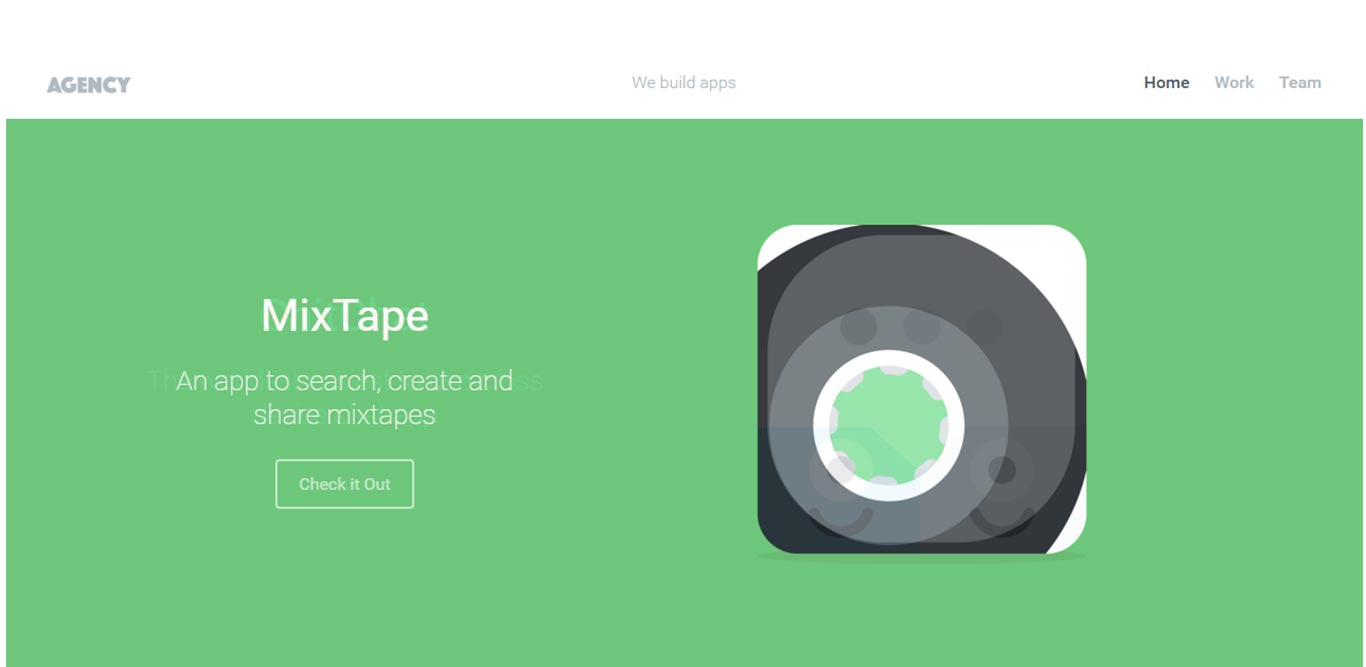 AGENCY
We build apps
Home Work Team
MixTape
An app to search, create and
share mixtapes
Check it Out